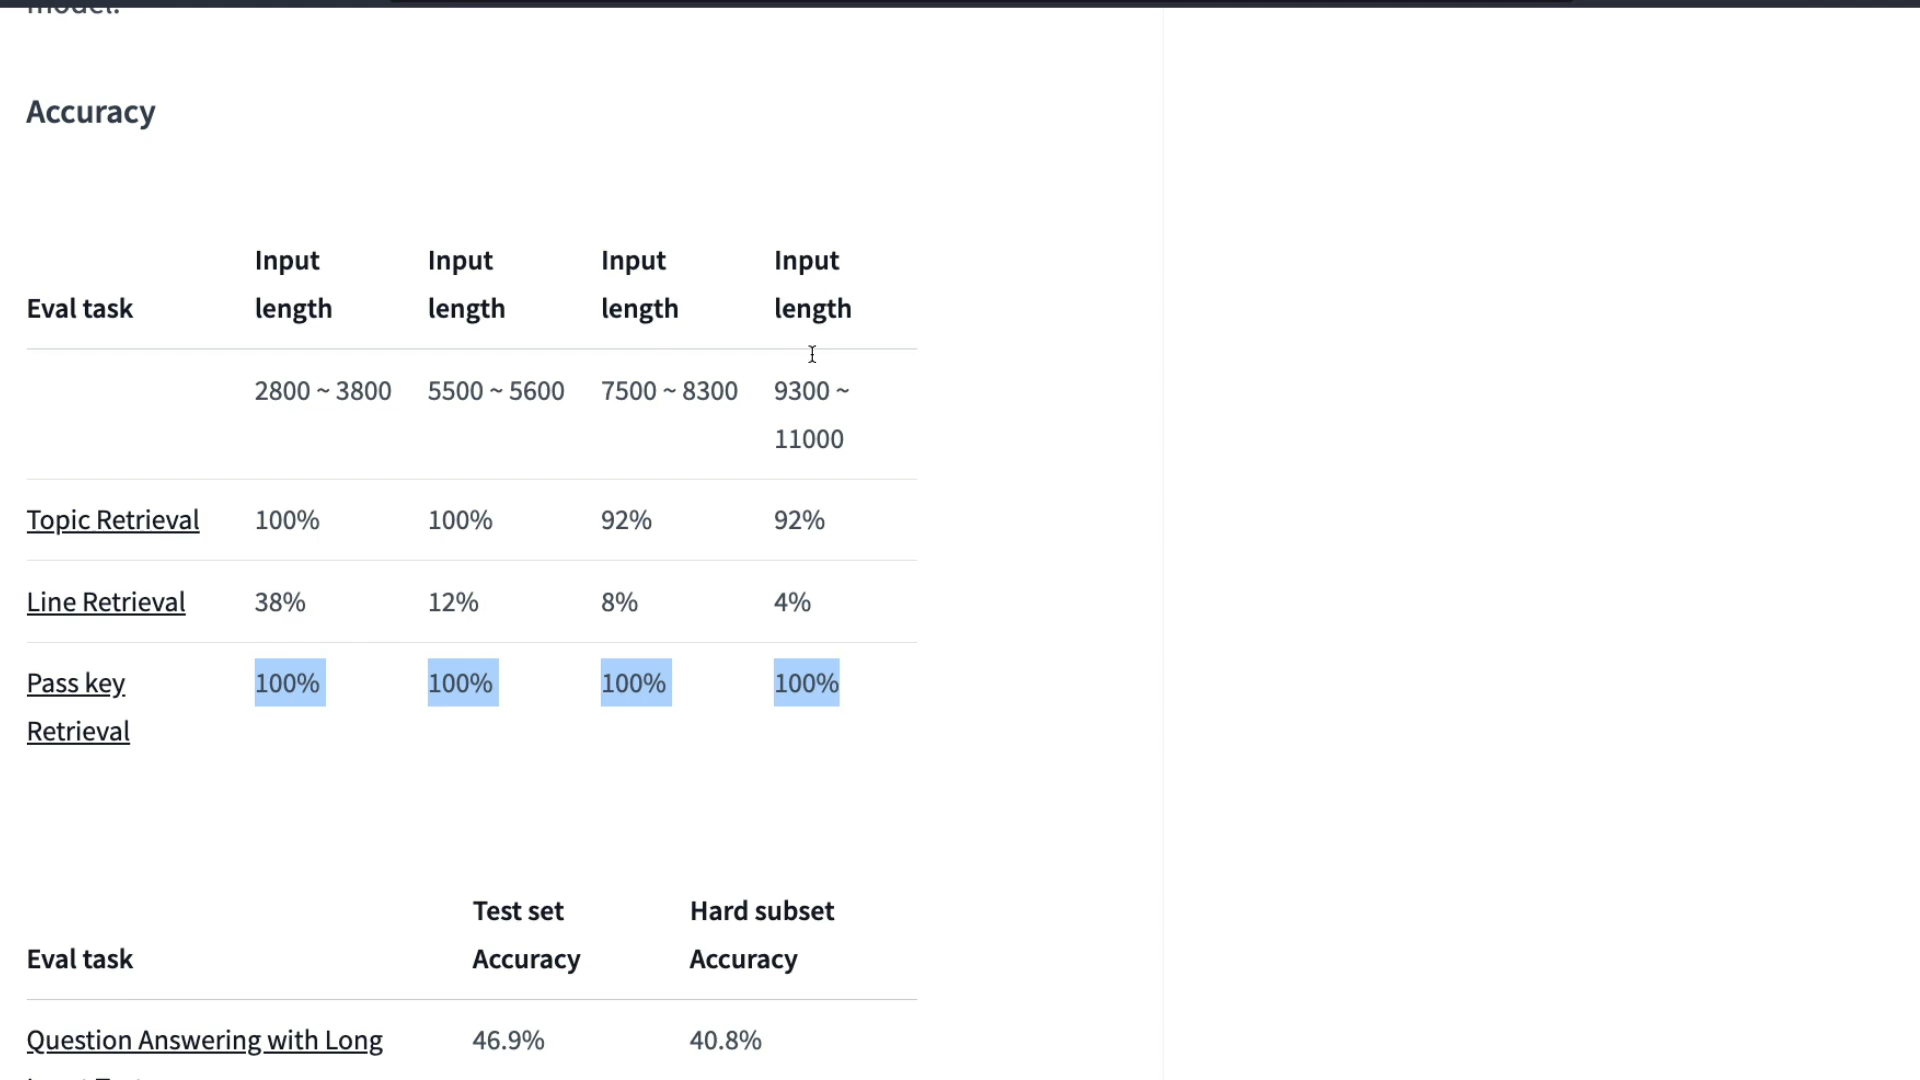 model.
Accuracy
Eval task Input length Input length Input length Input length
2800 ~ 3800 5500 ~ 5600 7500 ~ 8300 9300 ~ 11000
Topic Retrieval 100% 100% 92% 92%
Line Retrieval 38% 12% 8% 4%
Pass key Retrieval 100% 100% 100% 100%
Eval task Test set Accuracy Hard subset Accuracy
Question Answering with Long 46.9% 40.8%